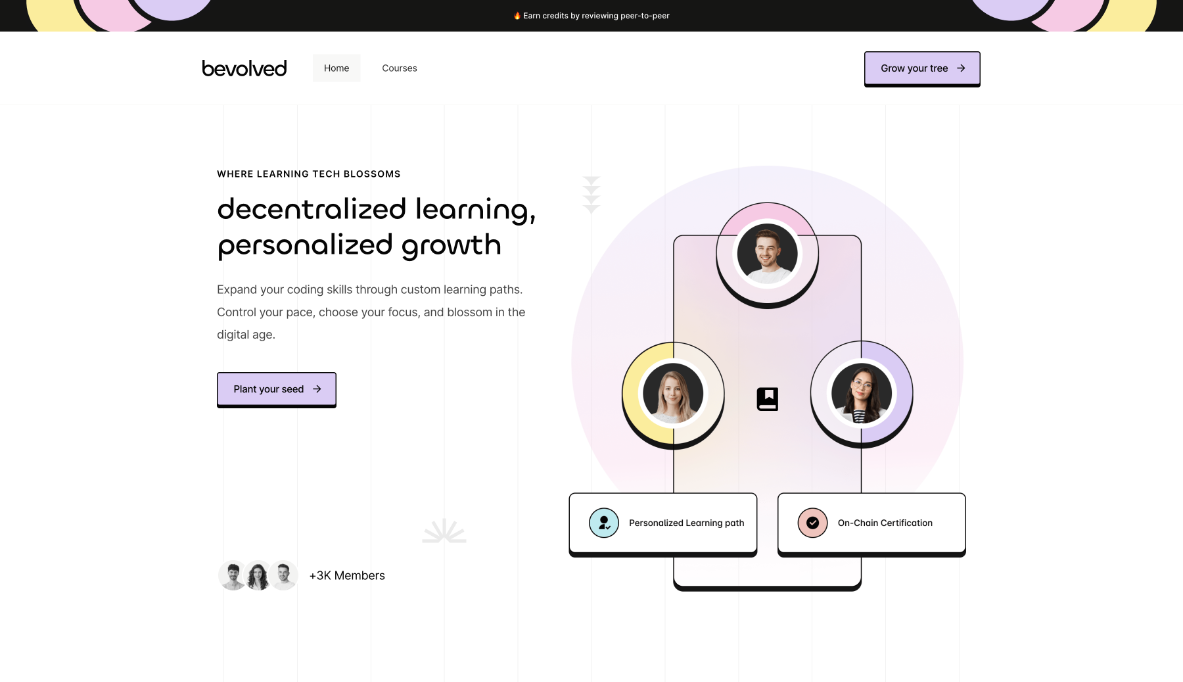 🔥 Earn credits by reviewing peer-to-peer
bevolved
Home
Courses
Grow your tree →
WHERE LEARNING TECH BLOSSOMS
decentralized learning,
personalized growth
Expand your coding skills through custom learning paths.
Control your pace, choose your focus, and blossom in the
digital age.
Plant your seed →
+3K Members
Personalized Learning path
On-Chain Certification